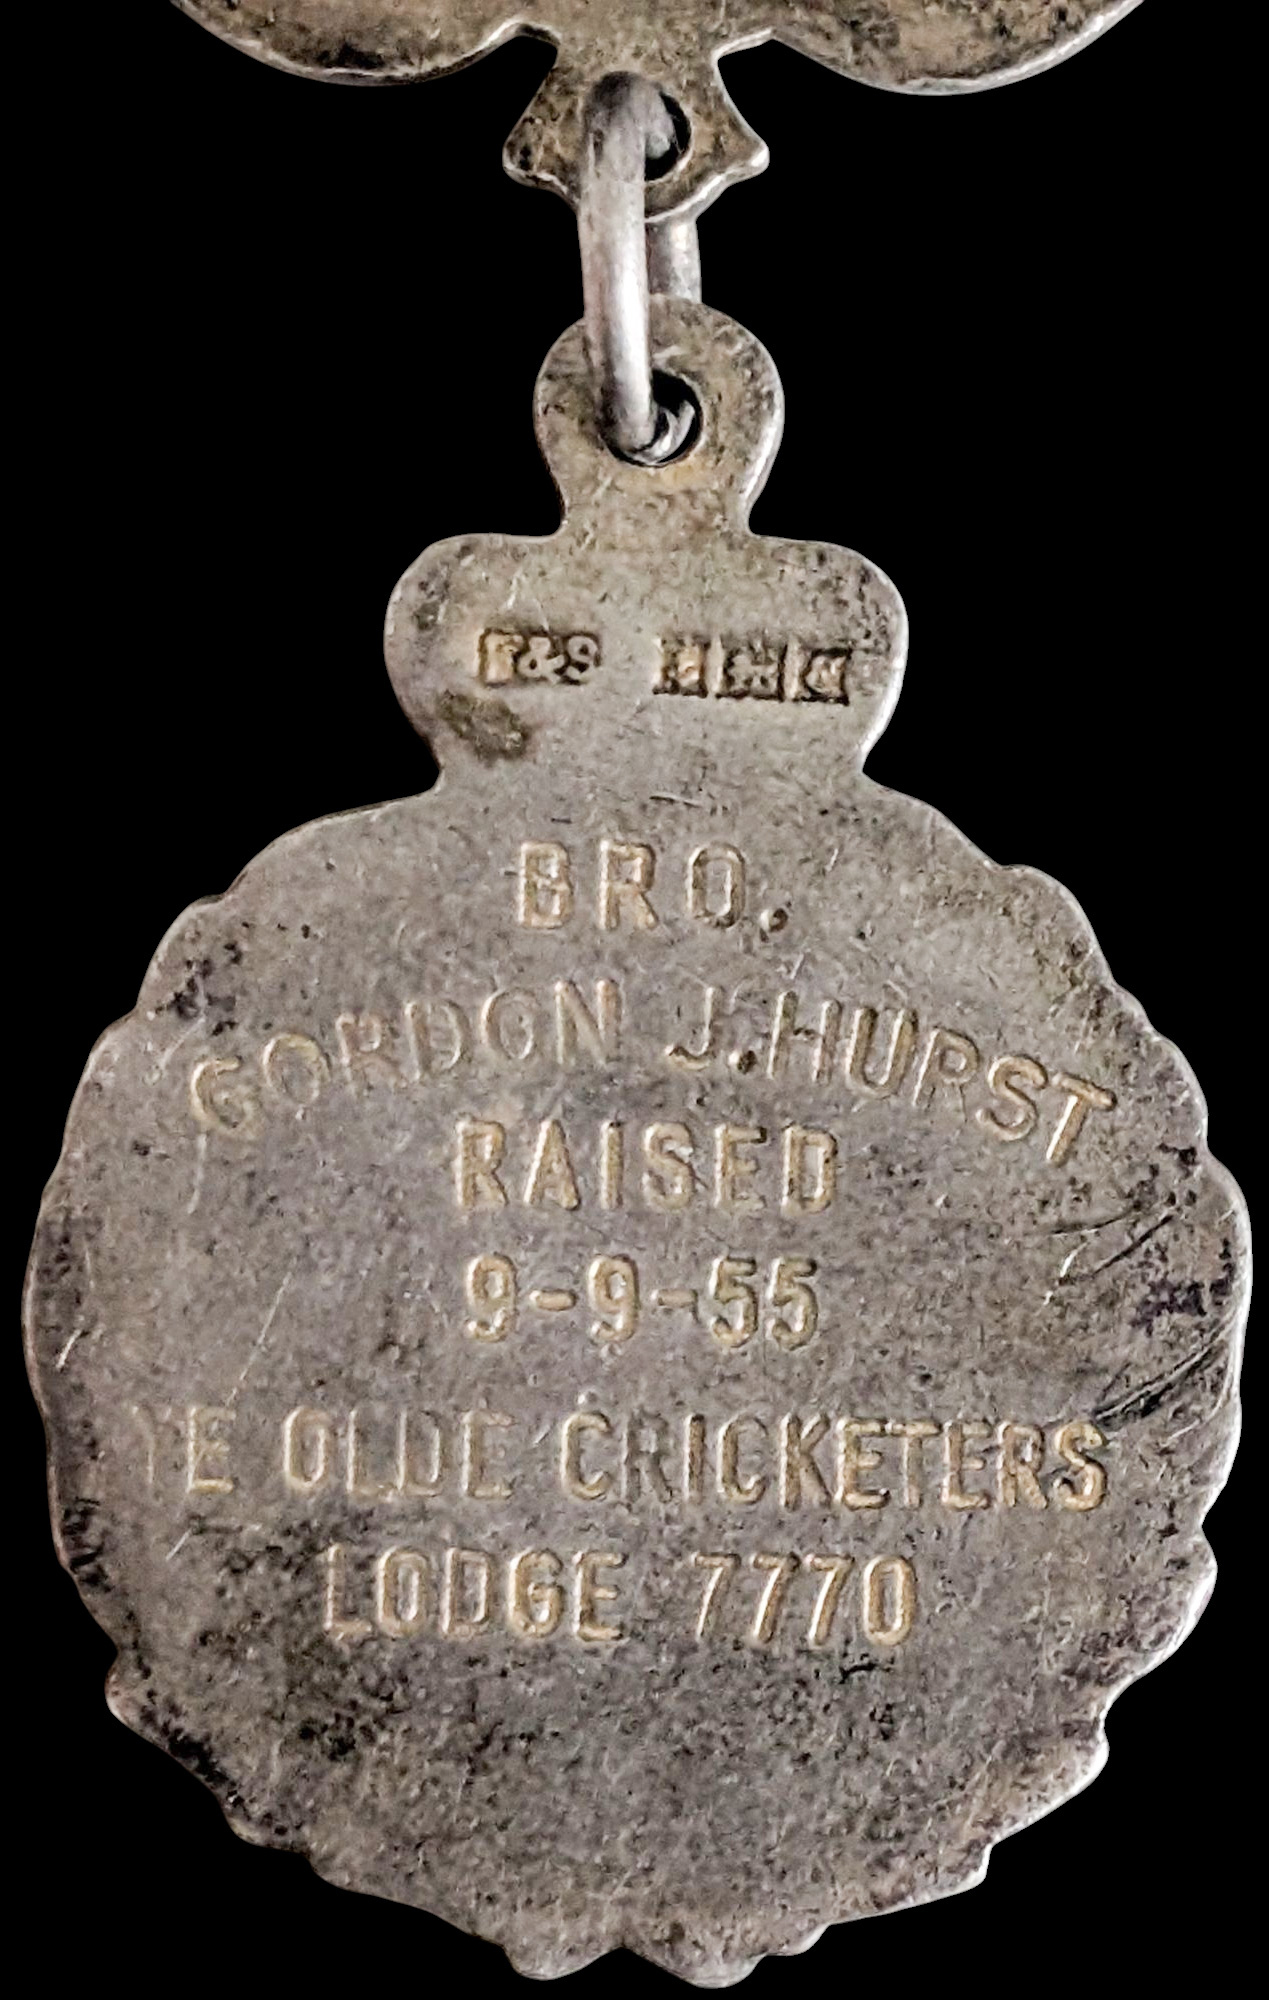 F&S
BRO.
GORDON J.HURST
RAISED
9-9-55
YE OLDE CRICKETERS
LODGE 7770